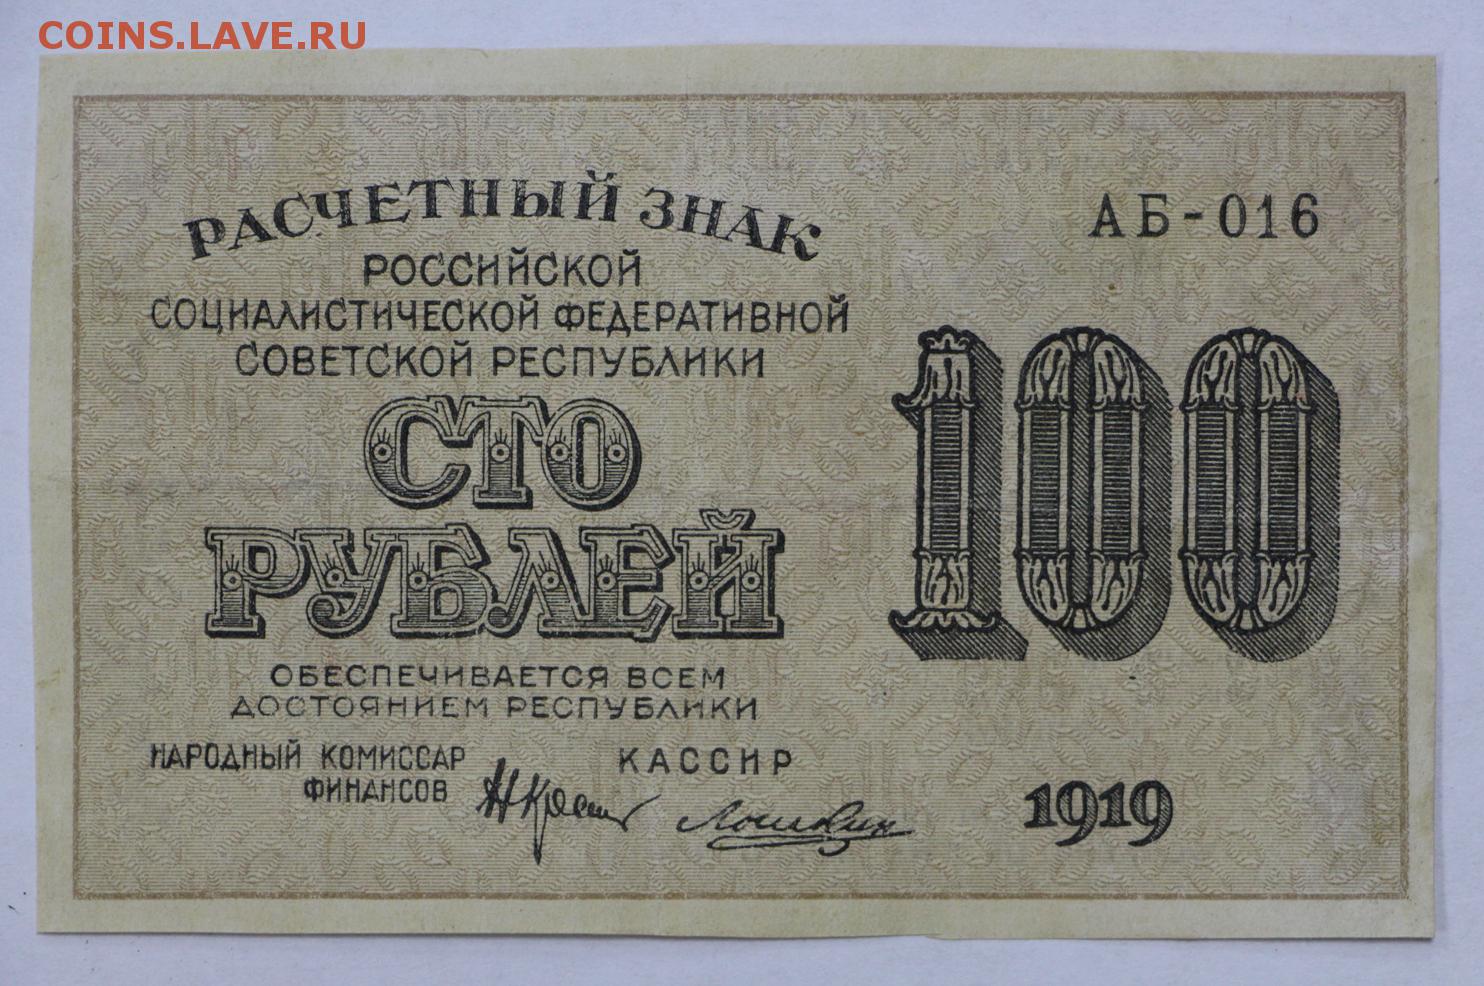 COINS.LAVE.RU
РАСЧЕТНЫЙ ЗНАК
АБ-016
РОССИЙСКОЙ
СОЦИАЛИСТИЧЕСКОЙ ФЕДЕРАТИВНОЙ
СОВЕТСКОЙ РЕСПУБЛИКИ
СТО
РУБЛЕЙ
100
ОБЕСПЕЧИВАЕТСЯ ВСЕМ
ДОСТОЯНИЕМ РЕСПУБЛИКИ
НАРОДНЫЙ КОМИССАР
ФИНАНСОВ
КАССИР
1919